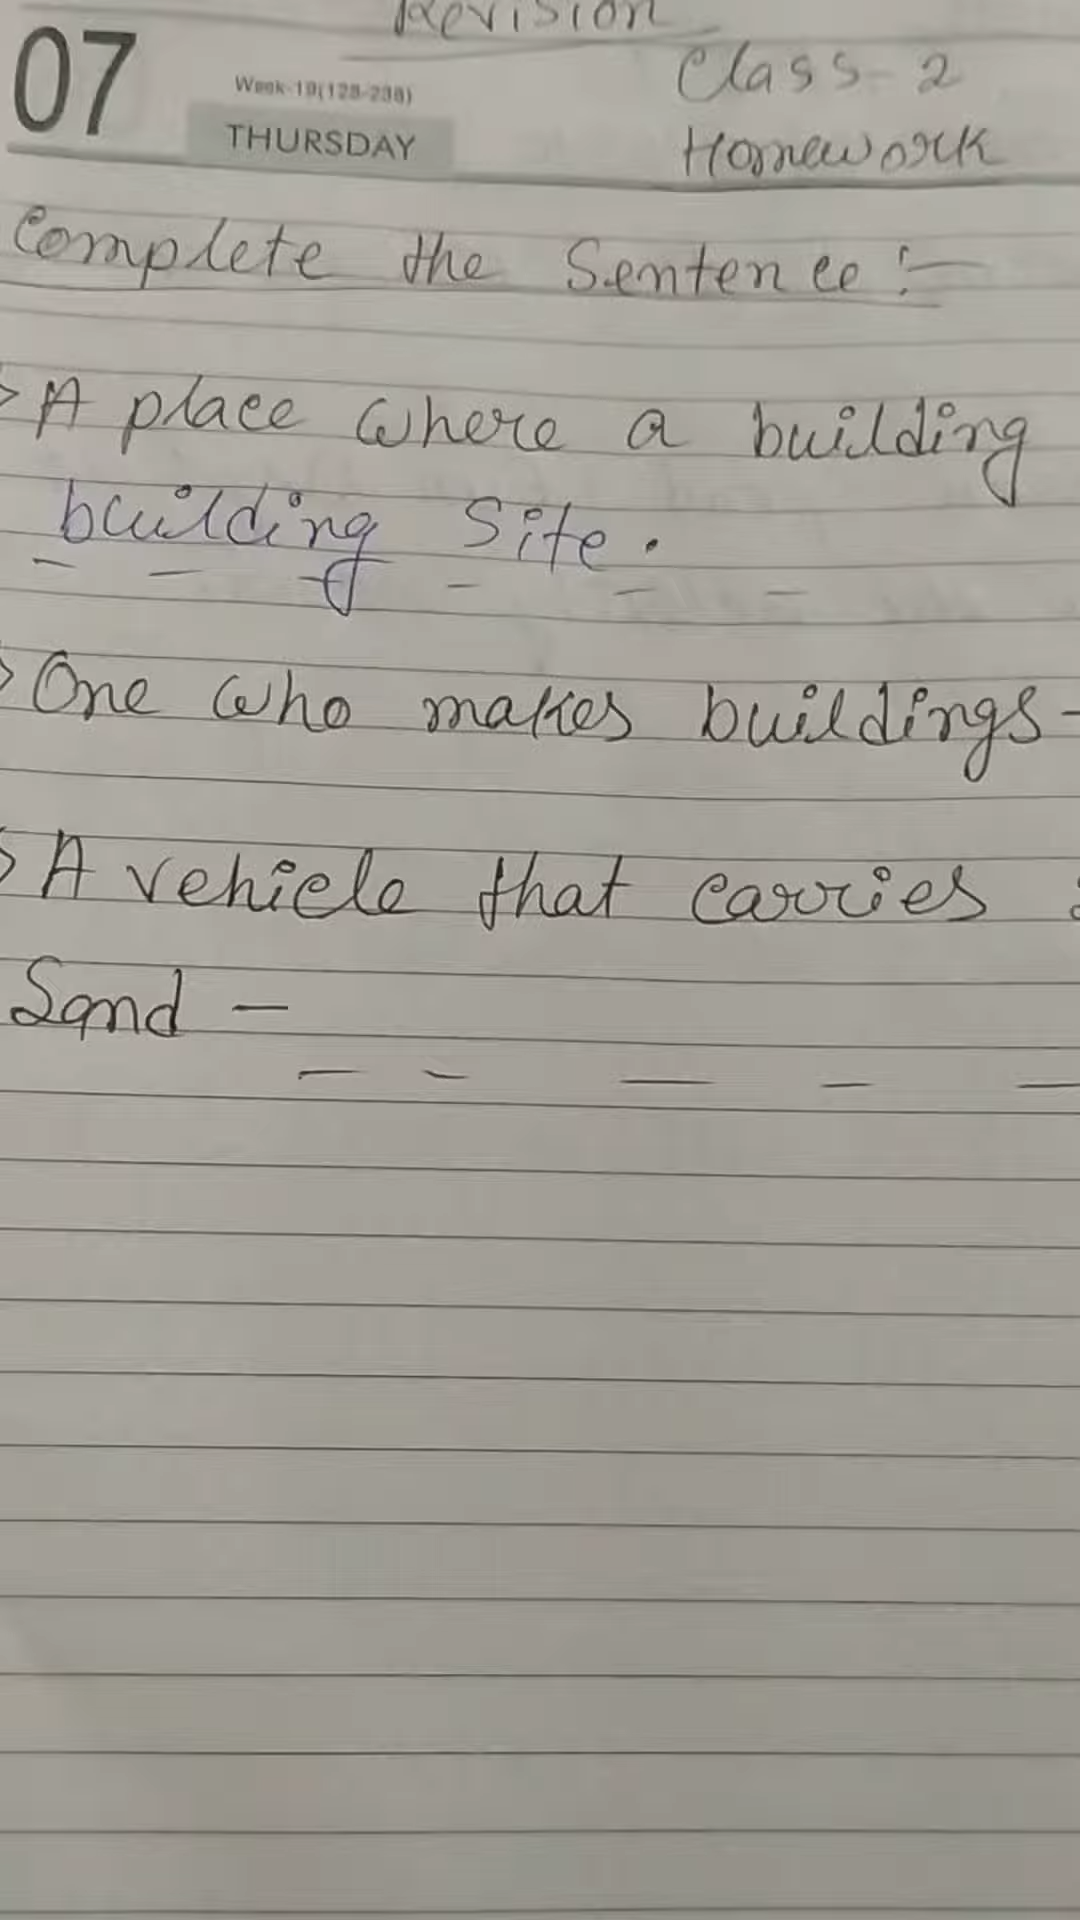 Revision
07
Week-19(128-238)
Class-2
THURSDAY
Homework
Complete the Sentence :-
A place where a building
building Site.
One who makes buildings-
A vehicle that carries
Sand -